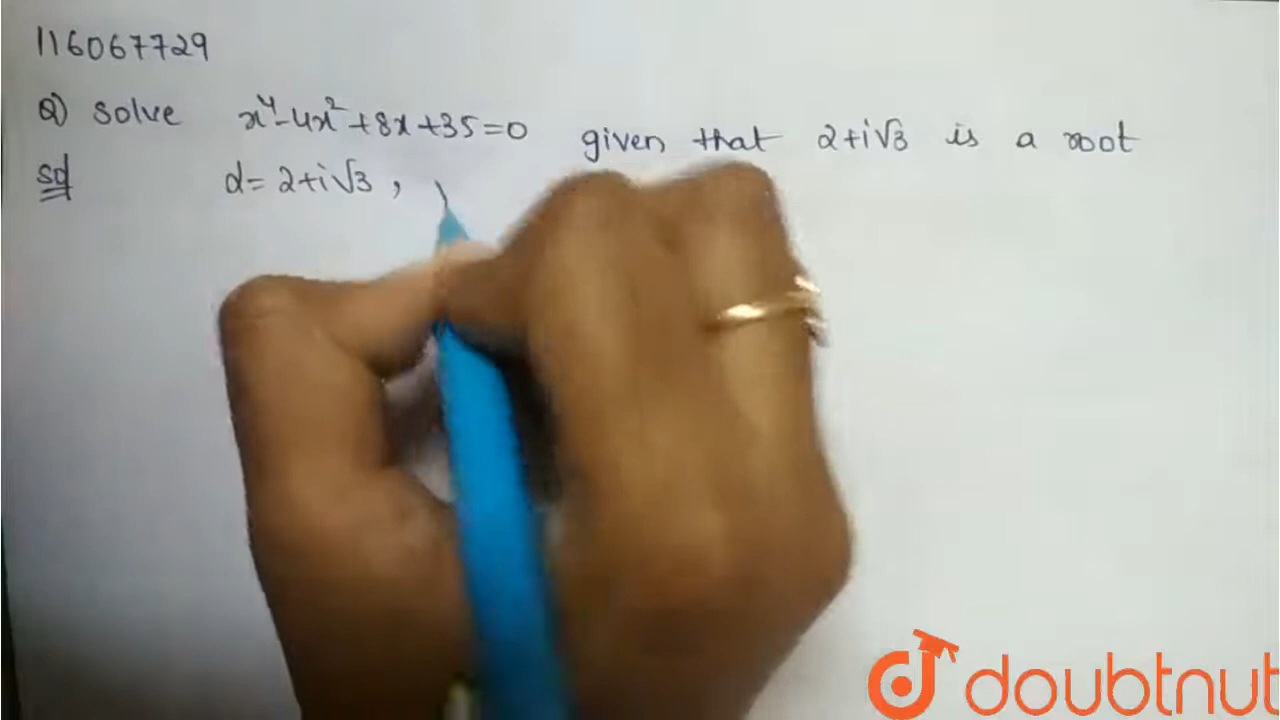 116067729
Q) Solve x⁴-4x²+8x+35=0 given that 2+i√3 is a root
Sol α=2+i√3,
doubtnut